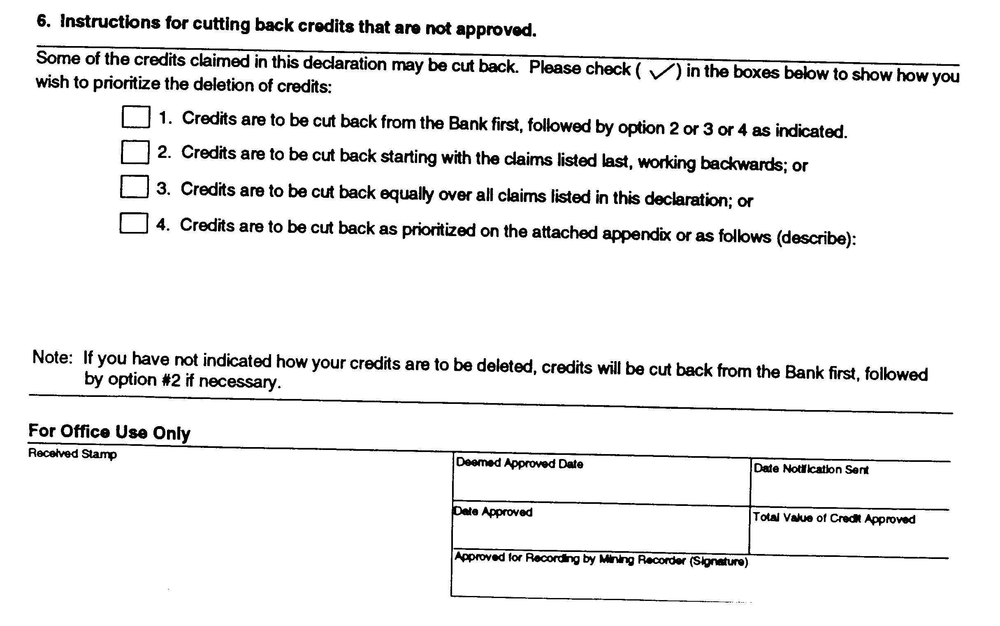 6. Instructions for cutting back credits that are not approved.
Some of the credits claimed in this declaration may be cut back. Please check ( ✓ ) in the boxes below to show how you
wish to prioritize the deletion of credits:
1. Credits are to be cut back from the Bank first, followed by option 2 or 3 or 4 as indicated.
2. Credits are to be cut back starting with the claims listed last, working backwards; or
3. Credits are to be cut back equally over all claims listed in this declaration; or
4. Credits are to be cut back as prioritized on the attached appendix or as follows (describe):
Note: If you have not indicated how your credits are to be deleted, credits will be cut back from the Bank first, followed
by option #2 if necessary.
For Office Use Only
Received Stamp
Deemed Approved Date
Date Notification Sent
Date Approved
Total Value of Credit Approved
Approved for Recording by Mining Recorder (Signature)